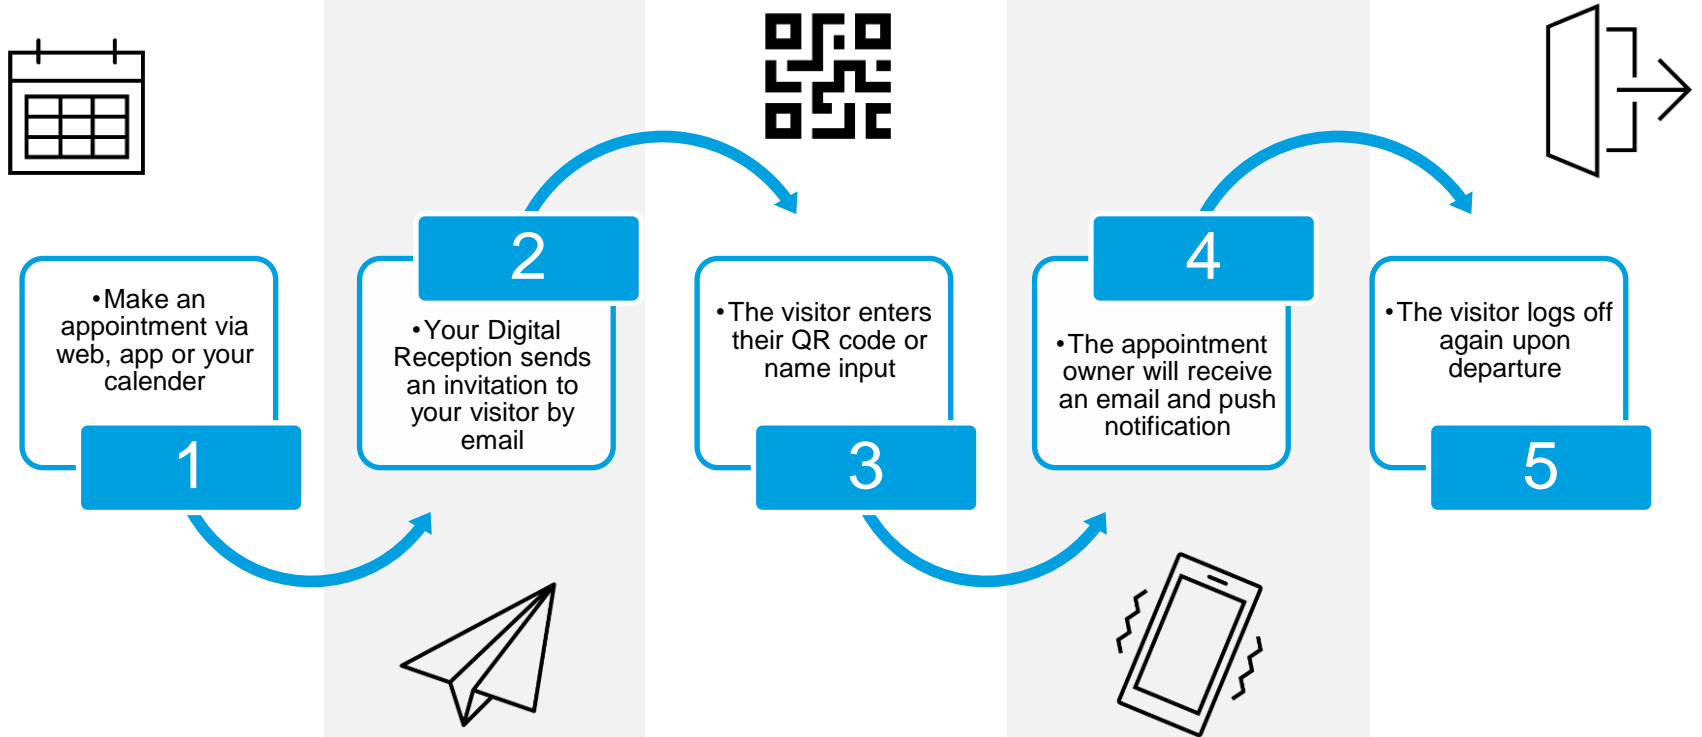 •Make an
appointment via
web, app or your
calender
1
2
•Your Digital
Reception sends
an invitation to
your visitor by
email
•The visitor enters
their QR code or
name input
3
4
•The appointment
owner will receive
an email and push
notification
•The visitor logs off
again upon
departure
5